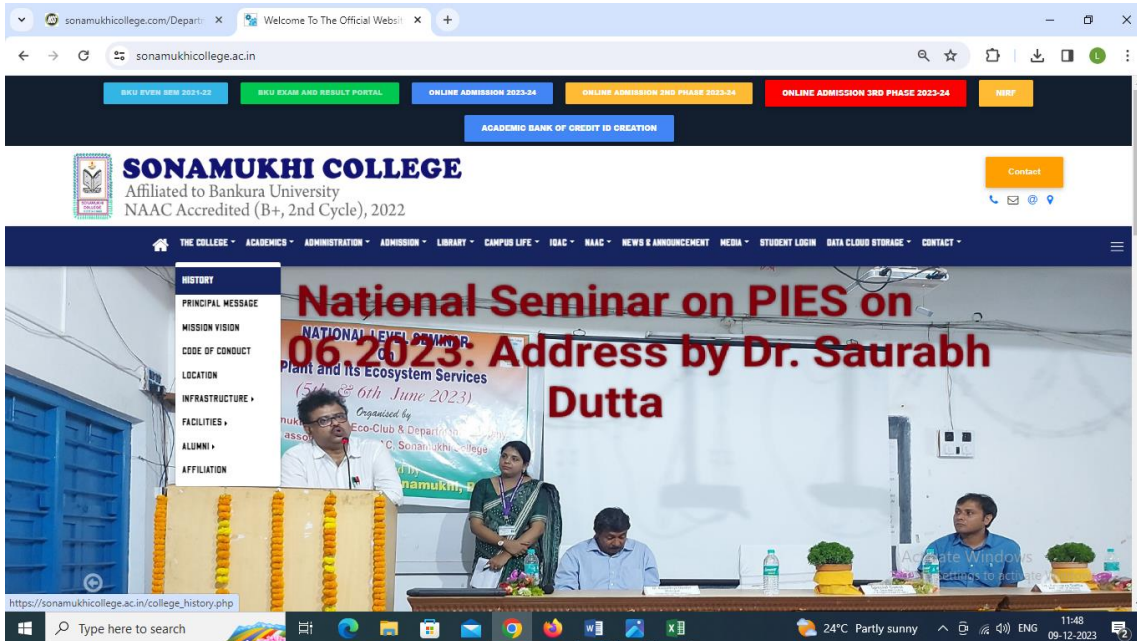 sonamukhicollege.com/Departm
Welcome To The Official Websit
sonamukhicollege.ac.in
BKU EVEN SEM 2021-22
BKU EXAM AND RESULT PORTAL
ONLINE ADMISSION 2023-24
ONLINE ADMISSION 2ND PHASE 2023-24
ONLINE ADMISSION 3RD PHASE 2023-24
NIRF
ACADEMIC BANK OF CREDIT ID CREATION
SONAMUKHI COLLEGE
Affiliated to Bankura University
NAAC Accredited (B+, 2nd Cycle), 2022
Contact
THE COLLEGE
ACADEMICS
ADMINISTRATION
ADMISSION
LIBRARY
CAMPUS LIFE
IQAC
NAAC
NEWS & ANNOUNCEMENT
MEDIA
STUDENT LOGIN
DATA CLOUD STORAGE
CONTACT
HISTORY
PRINCIPAL MESSAGE
MISSION VISION
CODE OF CONDUCT
LOCATION
INFRASTRUCTURE
FACILITIES
ALUMNI
AFFILIATION
National Seminar on PIES on
06.2023: Address by Dr. Saurabh
Dutta
NATIONAL LEVEL SEMINAR
On
Plant and Its Ecosystem Services
(5th & 6th June 2023)
Organised by
Eco-Club &
Sonamukhi College
Activate Windows
https://sonamukhicollege.ac.in/college_history.php
Type here to search
24°C Partly sunny
ENG
11:48
09-12-2023